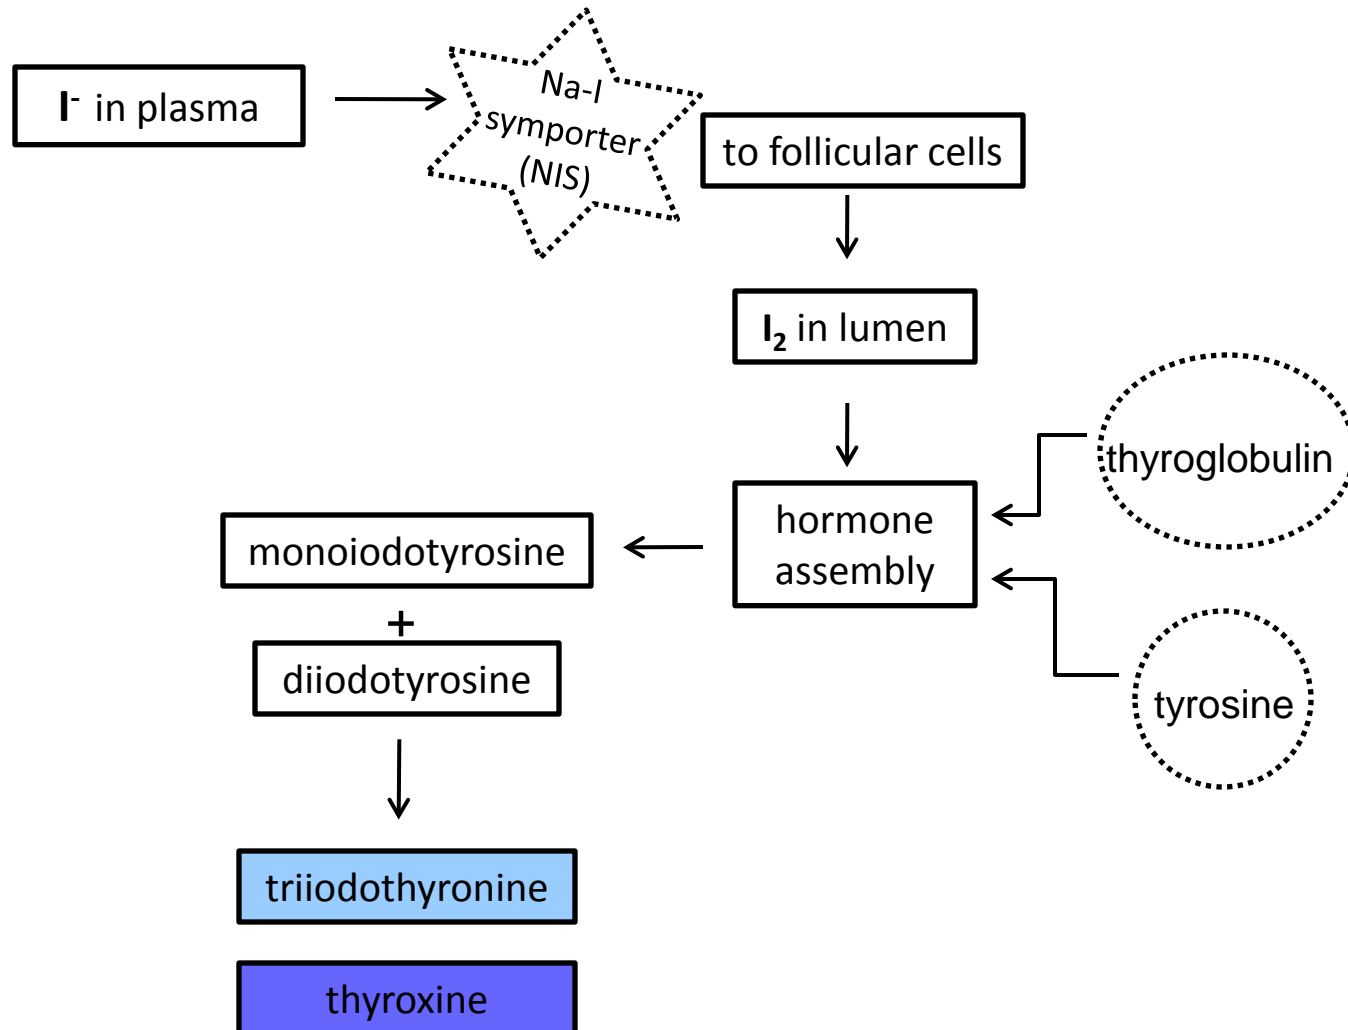 I⁻ in plasma
Na-I
symporter
(NIS)
to follicular cells
I₂ in lumen
thyroglobulin
hormone
assembly
monoiodotyrosine
+
diiodotyrosine
tyrosine
triiodothyronine
thyroxine